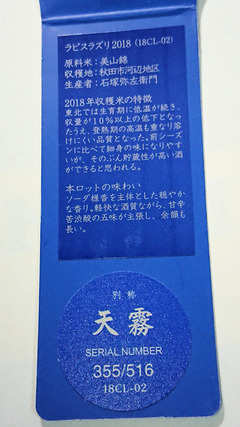 ラピスラズリ2018 (18CL-02)
原料米：美山錦
収穫地：秋田市河辺地区
生産者：石塚弥左衛門
2018年収穫米の特徴
東北では生育期に低温が続き、
収量が10％以上の低下となっ
たうえ、登熟期の高温も重なり溶
けにくい品質となった。前シーズ
ンに比べて細身の味になりやす
いが、そのぶん貯蔵性が高い酒
ができると思われる。
本ロットの味わい
ソーダ様香を主体とした穏やか
な香り。軽快な酒質ながら、甘辛
苦渋酸の五味が主張し、余韻も
長い。
別称
天霧
SERIAL NUMBER
355/516
18CL-02